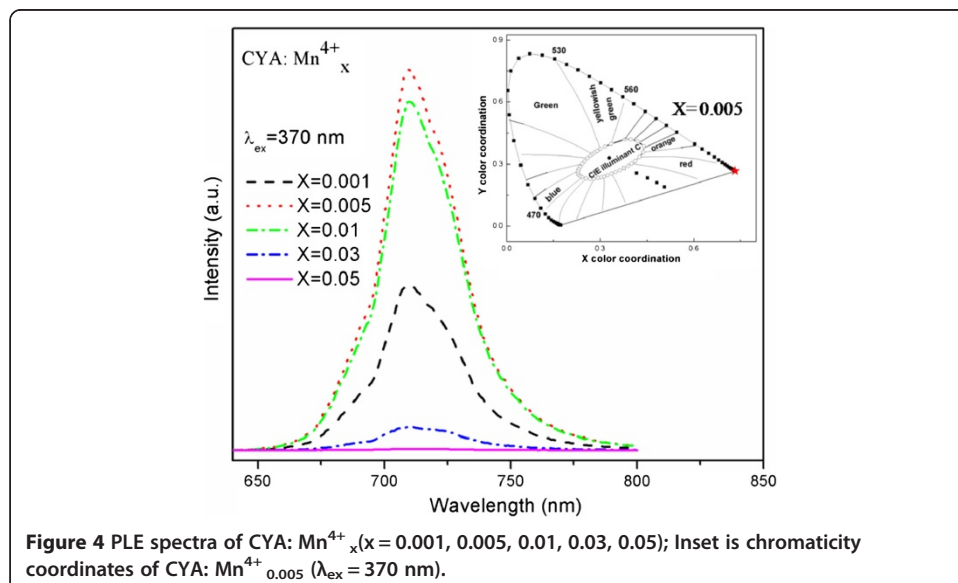 CYA: Mn⁴⁺ₓ
λex=370 nm
X=0.001
X=0.005
X=0.01
X=0.03
X=0.05
Intensity (a.u.)
650 700 750 800 850
Wavelength (nm)
0.9
0.6
0.3
0.0
Y color coordination
0.0 0.3 0.6
X color coordination
530
560
X=0.005
Green
yellowish
green
orange
red
CIE illuminant C
blue
470
Figure 4 PLE spectra of CYA: Mn⁴⁺ ₓ(x = 0.001, 0.005, 0.01, 0.03, 0.05); Inset is chromaticity
coordinates of CYA: Mn⁴⁺ ₀.₀₀₅ (λex = 370 nm).